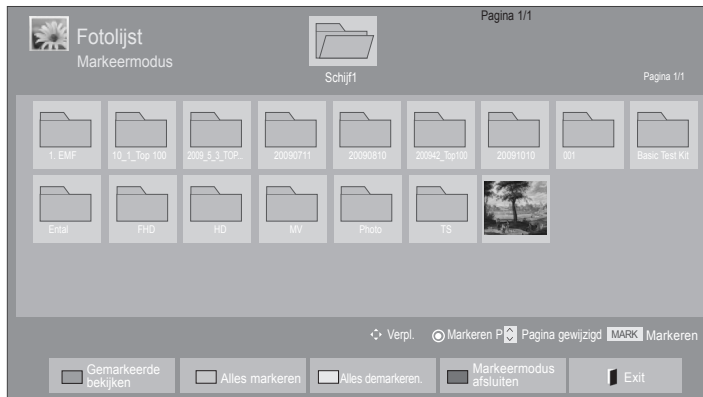 Pagina 1/1
Fotolijst
Markeermodus
Schijf1
Pagina 1/1
1. EMF
10_1_Top 100
2009_5_3_TOP...
20090711
20090810
200942_Top100
20091010
001
Basic Test Kit
Ental
FHD
HD
MV
Photo
TS
Verpl. Markeren P Pagina gewijzigd MARK Markeren
Gemarkeerde
bekijken
Alles markeren
Alles demarkeren.
Markeermodus
afsluiten
Exit